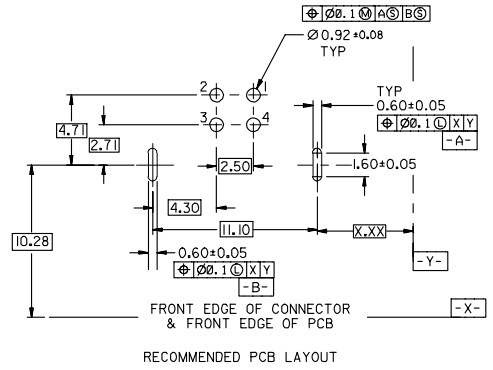 ⌖ Ø0.1 Ⓜ A Ⓢ B Ⓢ
Ø 0.92 ±0.08
TYP
2 1
3 4
TYP
0.60±0.05
⌖ Ø0.1 Ⓛ X Y
-A-
4.71
2.71
2.50
1.60±0.05
4.30
11.10
X.XX
10.28
0.60±0.05
⌖ Ø0.1 Ⓛ X Y
-B-
-Y-
-X-
FRONT EDGE OF CONNECTOR
& FRONT EDGE OF PCB
RECOMMENDED PCB LAYOUT